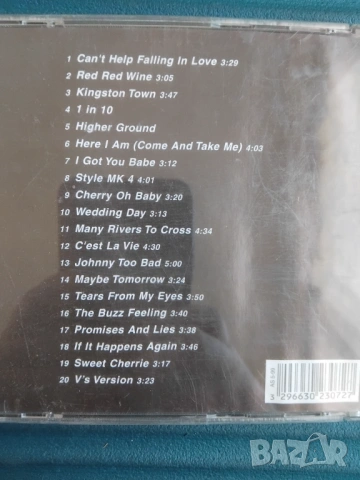 1 Can't Help Falling In Love 3:29
2 Red Red Wine 3:05
3 Kingston Town 3:47
4 1 in 10
5 Higher Ground
6 Here I Am (Come And Take Me) 4:03
7 I Got You Babe 3:12
8 Style MK 4 4:01
9 Cherry Oh Baby 3:20
10 Wedding Day 3:13
11 Many Rivers To Cross 4:34
12 C'est La Vie 4:30
13 Johnny Too Bad 5:00
14 Maybe Tomorrow 3:24
15 Tears From My Eyes 3:50
16 The Buzz Feeling 4:40
17 Promises And Lies 3:38
18 If It Happens Again 3:46
19 Sweet Cherrie 3:17
20 V's Version 3:23
3 296630 230727
BAZAR